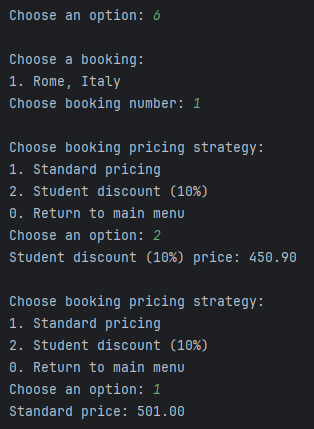 Choose an option: 6
Choose a booking:
1. Rome, Italy
Choose booking number: 1
Choose booking pricing strategy:
1. Standard pricing
2. Student discount (10%)
0. Return to main menu
Choose an option: 2
Student discount (10%) price: 450.90
Choose booking pricing strategy:
1. Standard pricing
2. Student discount (10%)
0. Return to main menu
Choose an option: 1
Standard price: 501.00